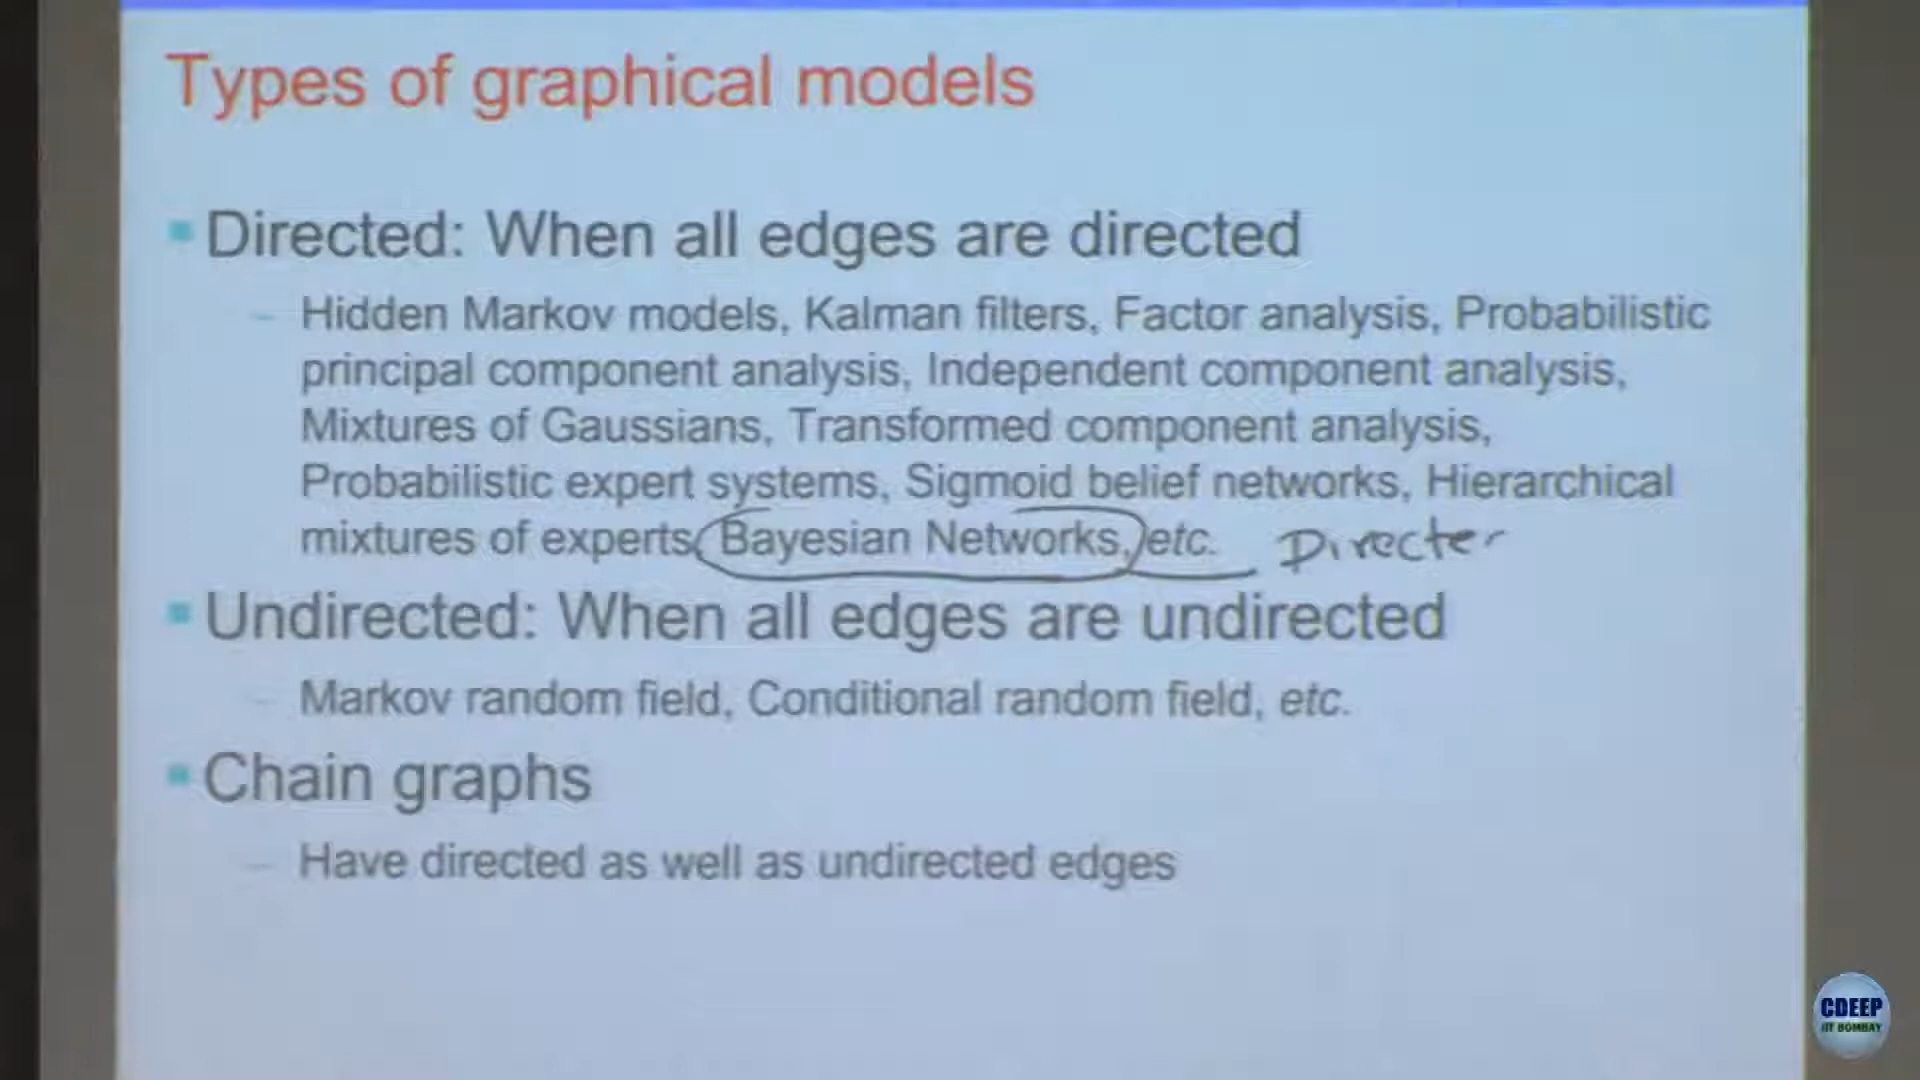 Types of graphical models
Directed: When all edges are directed
– Hidden Markov models, Kalman filters, Factor analysis, Probabilistic
principal component analysis, Independent component analysis,
Mixtures of Gaussians, Transformed component analysis,
Probabilistic expert systems, Sigmoid belief networks, Hierarchical
mixtures of experts, Bayesian Networks, etc. Directer
Undirected: When all edges are undirected
– Markov random field, Conditional random field, etc.
Chain graphs
– Have directed as well as undirected edges
CDEEP
IIT BOMBAY